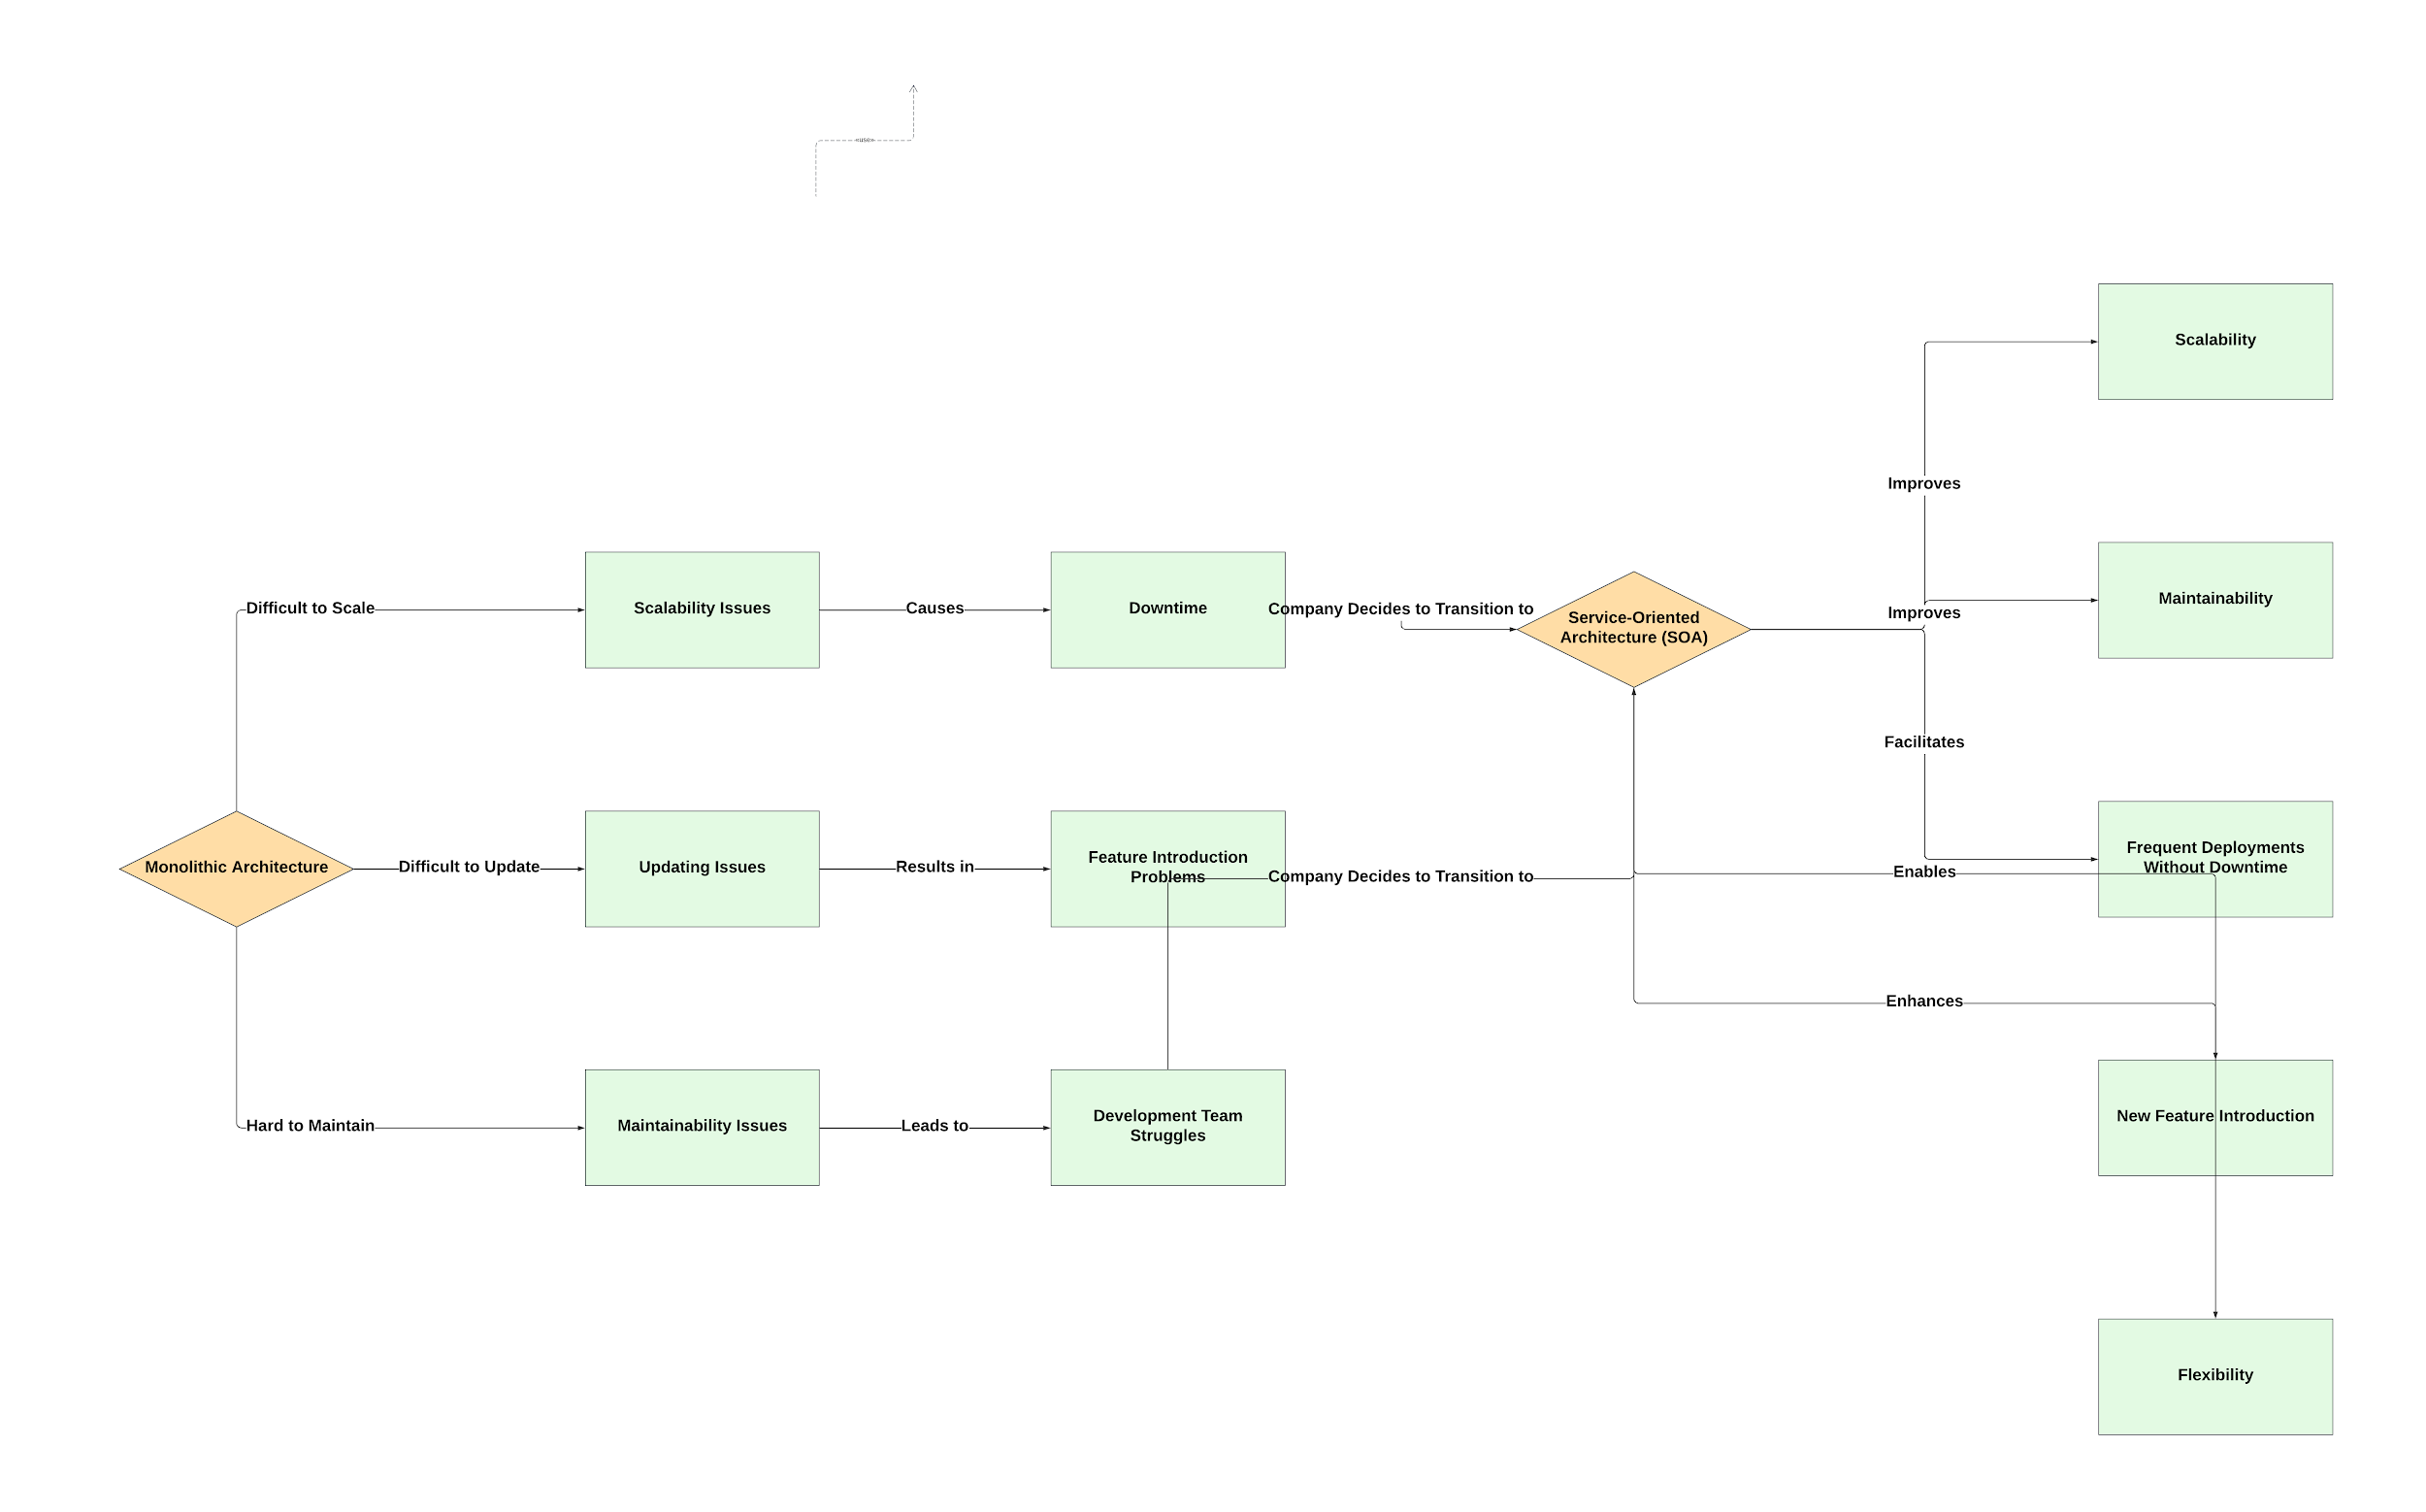 «use»
Scalability
Improves
Difficult to Scale
Scalability Issues
Causes
Downtime
Company Decides to Transition to
Service-Oriented
Architecture (SOA)
Improves
Maintainability
Facilitates
Monolithic Architecture
Difficult to Update
Updating Issues
Results in
Feature Introduction
Problems
Company Decides to Transition to
Enables
Frequent Deployments
Without Downtime
Enhances
Hard to Maintain
Maintainability Issues
Leads to
Development Team
Struggles
New Feature Introduction
Flexibility